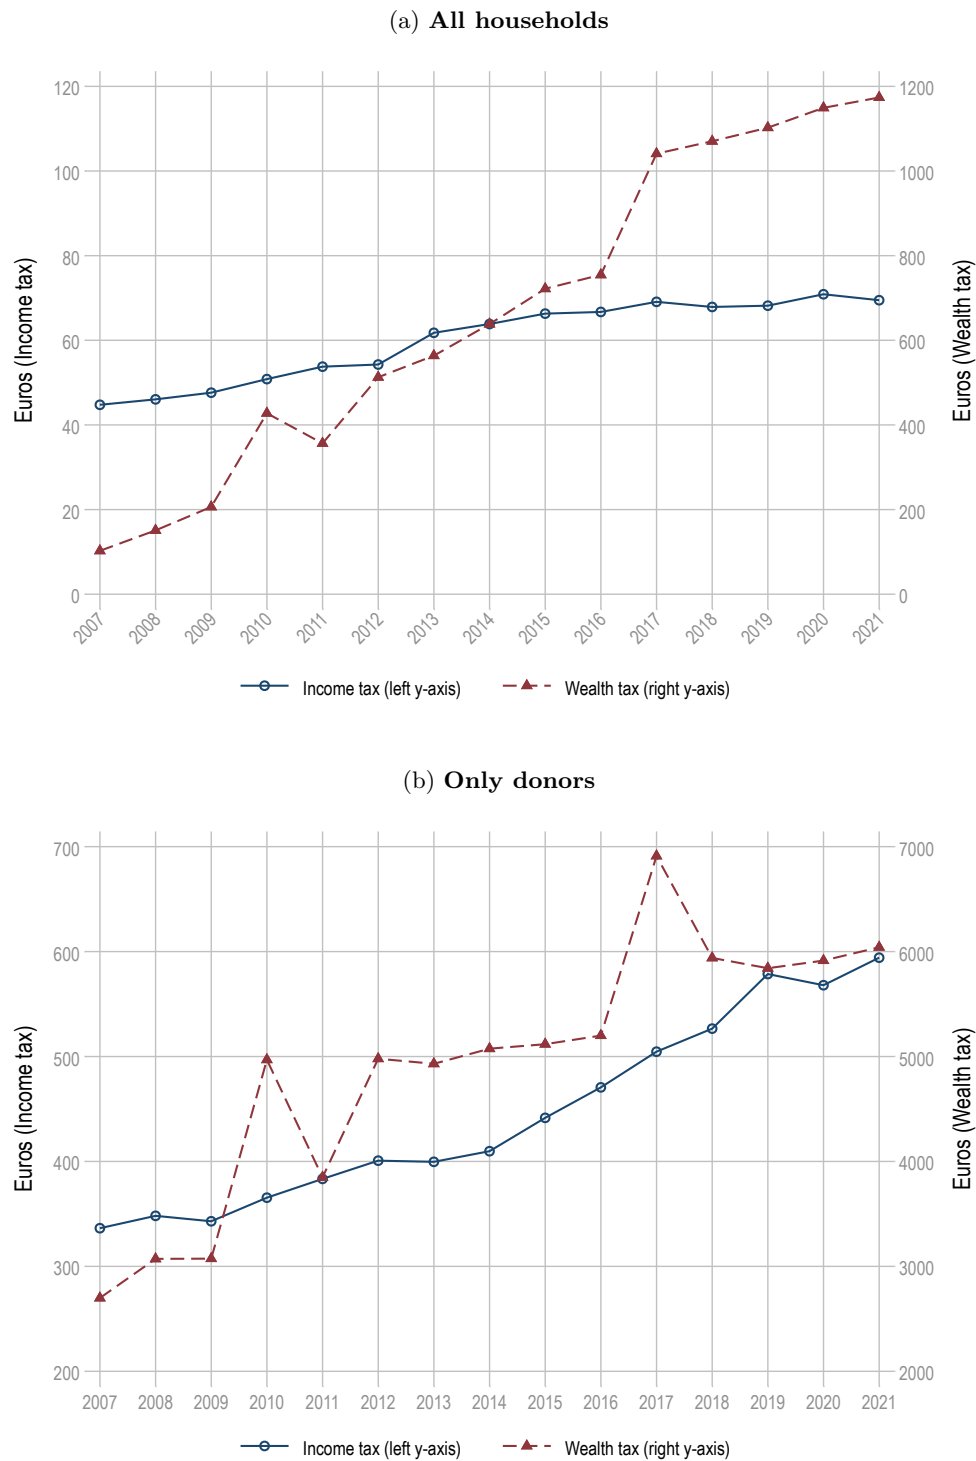 (a) All households
Euros (Income tax)
Euros (Wealth tax)
120 1200
100 1000
80 800
60 600
40 400
20 200
0 0
2007 2008 2009 2010 2011 2012 2013 2014 2015 2016 2017 2018 2019 2020 2021
Income tax (left y-axis) Wealth tax (right y-axis)
(b) Only donors
Euros (Income tax)
Euros (Wealth tax)
700 7000
600 6000
500 5000
400 4000
300 3000
200 2000
2007 2008 2009 2010 2011 2012 2013 2014 2015 2016 2017 2018 2019 2020 2021
Income tax (left y-axis) Wealth tax (right y-axis)